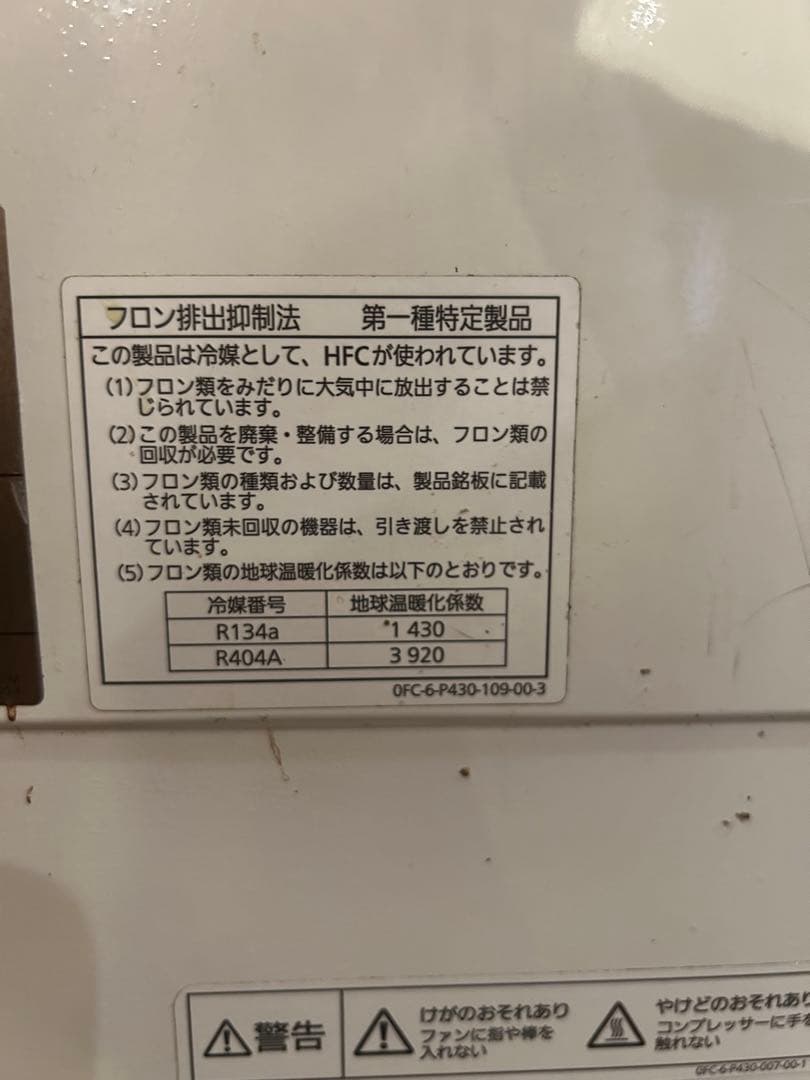 フロン排出抑制法 第一種特定製品
この製品は冷媒として、HFCが使われています。
(1)フロン類をみだりに大気中に放出することは禁
じられています。
(2)この製品を廃棄・整備する場合は、フロン類の
回収が必要です。
(3)フロン類の種類および数量は、製品銘板に記載
されています。
(4)フロン類未回収の機器は、引き渡しを禁止され
ています。
(5)フロン類の地球温暖化係数は以下のとおりです。
冷媒番号 地球温暖化係数
R134a 1 430
R404A 3 920
0FC-6-P430-109-00-3
警告
けがのおそれあり
ファンに指や棒を
入れない
やけどのおそれあり
コンプレッサーに手を
触れない
0FC-6-P430-007-00-1